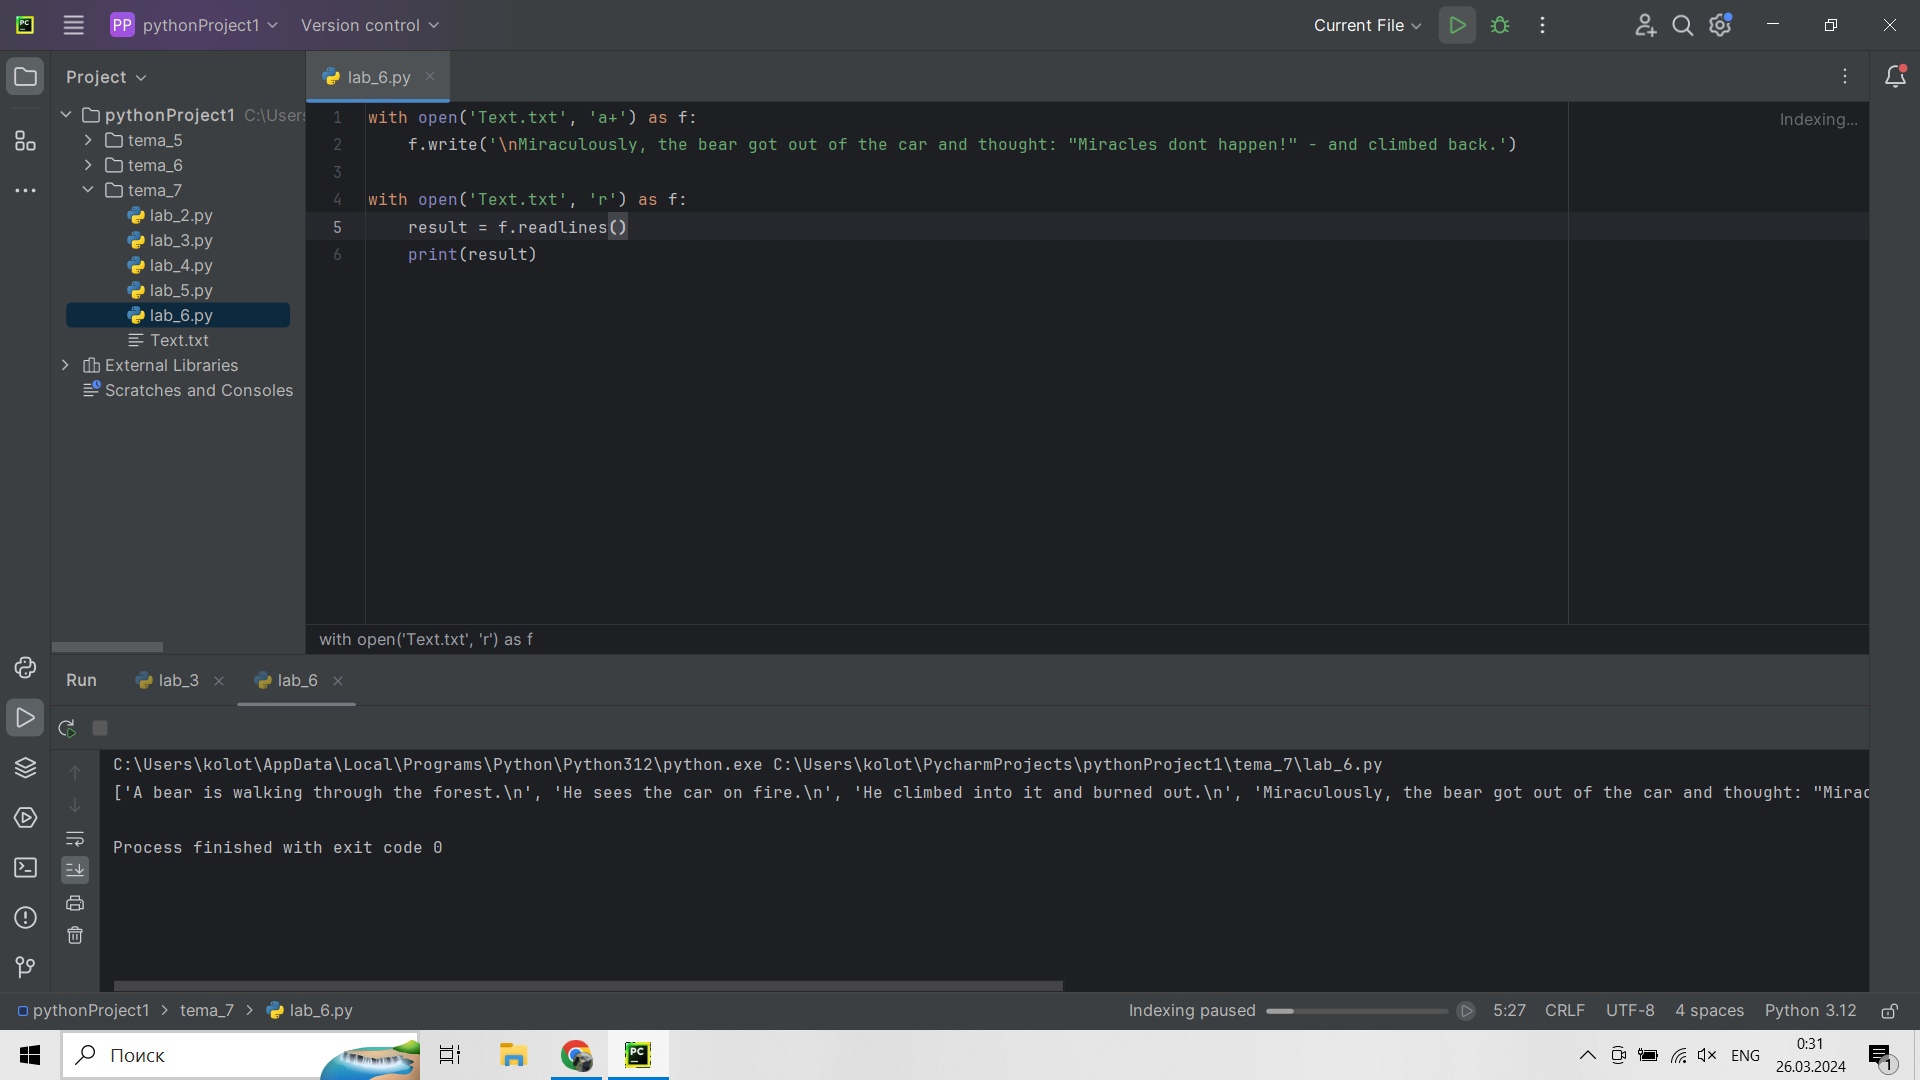 PC
PP pythonProject1 Version control Current File
Project
lab_6.py
pythonProject1 C:\Users
tema_5
tema_6
tema_7
lab_2.py
lab_3.py
lab_4.py
lab_5.py
lab_6.py
Text.txt
External Libraries
Scratches and Consoles
Indexing...
1 with open('Text.txt', 'a+') as f:
2 f.write('\nMiraculously, the bear got out of the car and thought: "Miracles dont happen!" - and climbed back.')
3
4 with open('Text.txt', 'r') as f:
5 result = f.readlines()
6 print(result)
with open('Text.txt', 'r') as f
Run lab_3 lab_6
C:\Users\kolot\AppData\Local\Programs\Python\Python312\python.exe C:\Users\kolot\PycharmProjects\pythonProject1\tema_7\lab_6.py
['A bear is walking through the forest.\n', 'He sees the car on fire.\n', 'He climbed into it and burned out.\n', 'Miraculously, the bear got out of the car and thought: "Mirac
Process finished with exit code 0
pythonProject1 > tema_7 > lab_6.py Indexing paused 5:27 CRLF UTF-8 4 spaces Python 3.12
Поиск PC ENG 0:31
26.03.2024 1